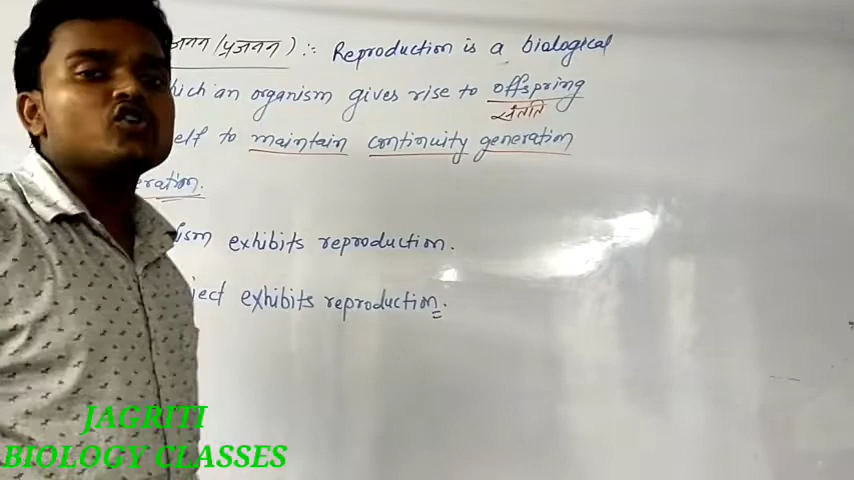 जनन/प्रजनन) :- Reproduction is a biological
hich an organism gives rise to offspring
संतति
elf to maintain continuity generation
eration.
ism exhibits reproduction.
ject exhibits reproduction.
JAGRITI
BIOLOGY CLASSES